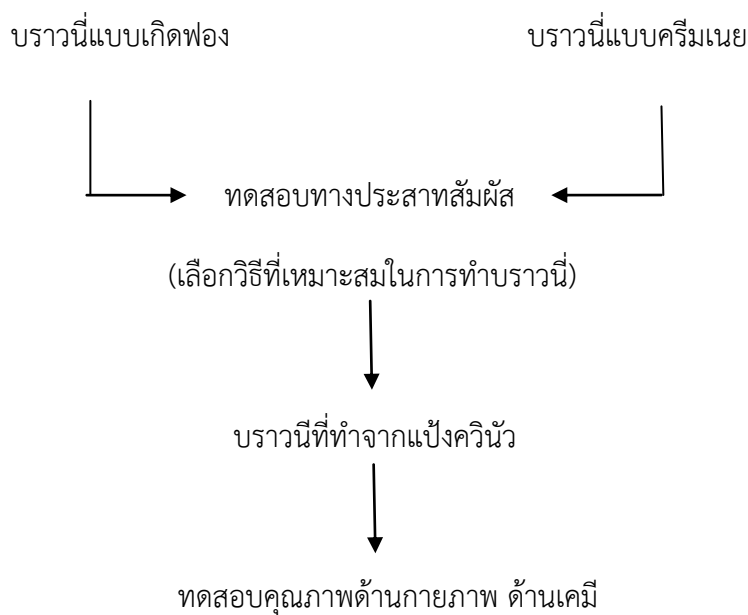 บราวนี่แบบเกิดฟอง
บราวนี่แบบครีมเนย
ทดสอบทางประสาทสัมผัส
(เลือกวิธีที่เหมาะสมในการทำบราวนี่)
บราวนีที่ทำจากแป้งควินัว
ทดสอบคุณภาพด้านกายภาพ ด้านเคมี